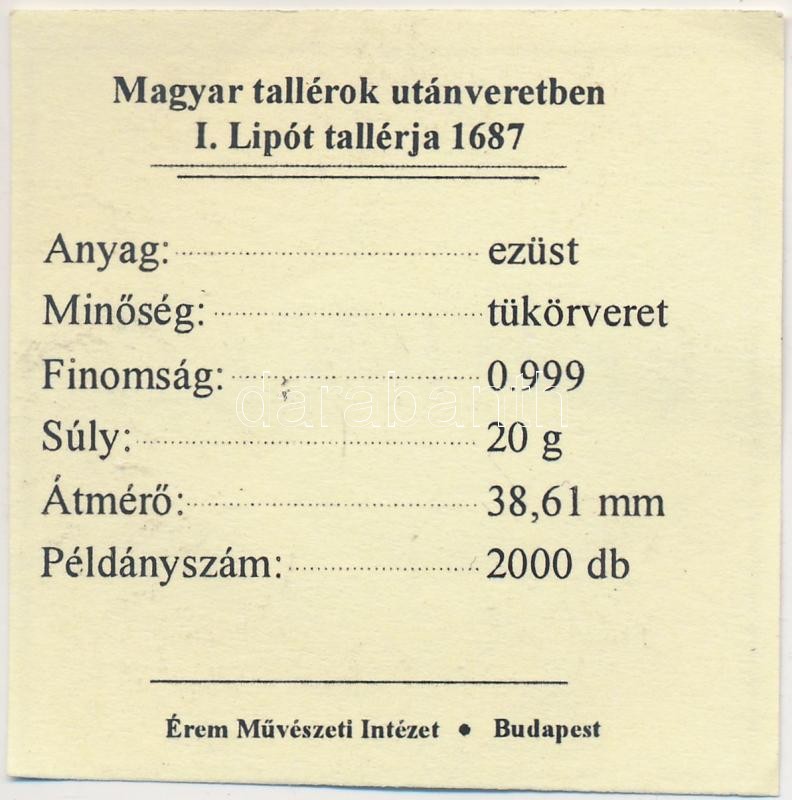 Magyar tallérok utánveretben
I. Lipót tallérja 1687
Anyag: ezüst
Minőség: tükörveret
Finomság: 0.999
darabanth
Súly: 20 g
Átmérő: 38,61 mm
Példányszám: 2000 db
Érem Művészeti Intézet • Budapest